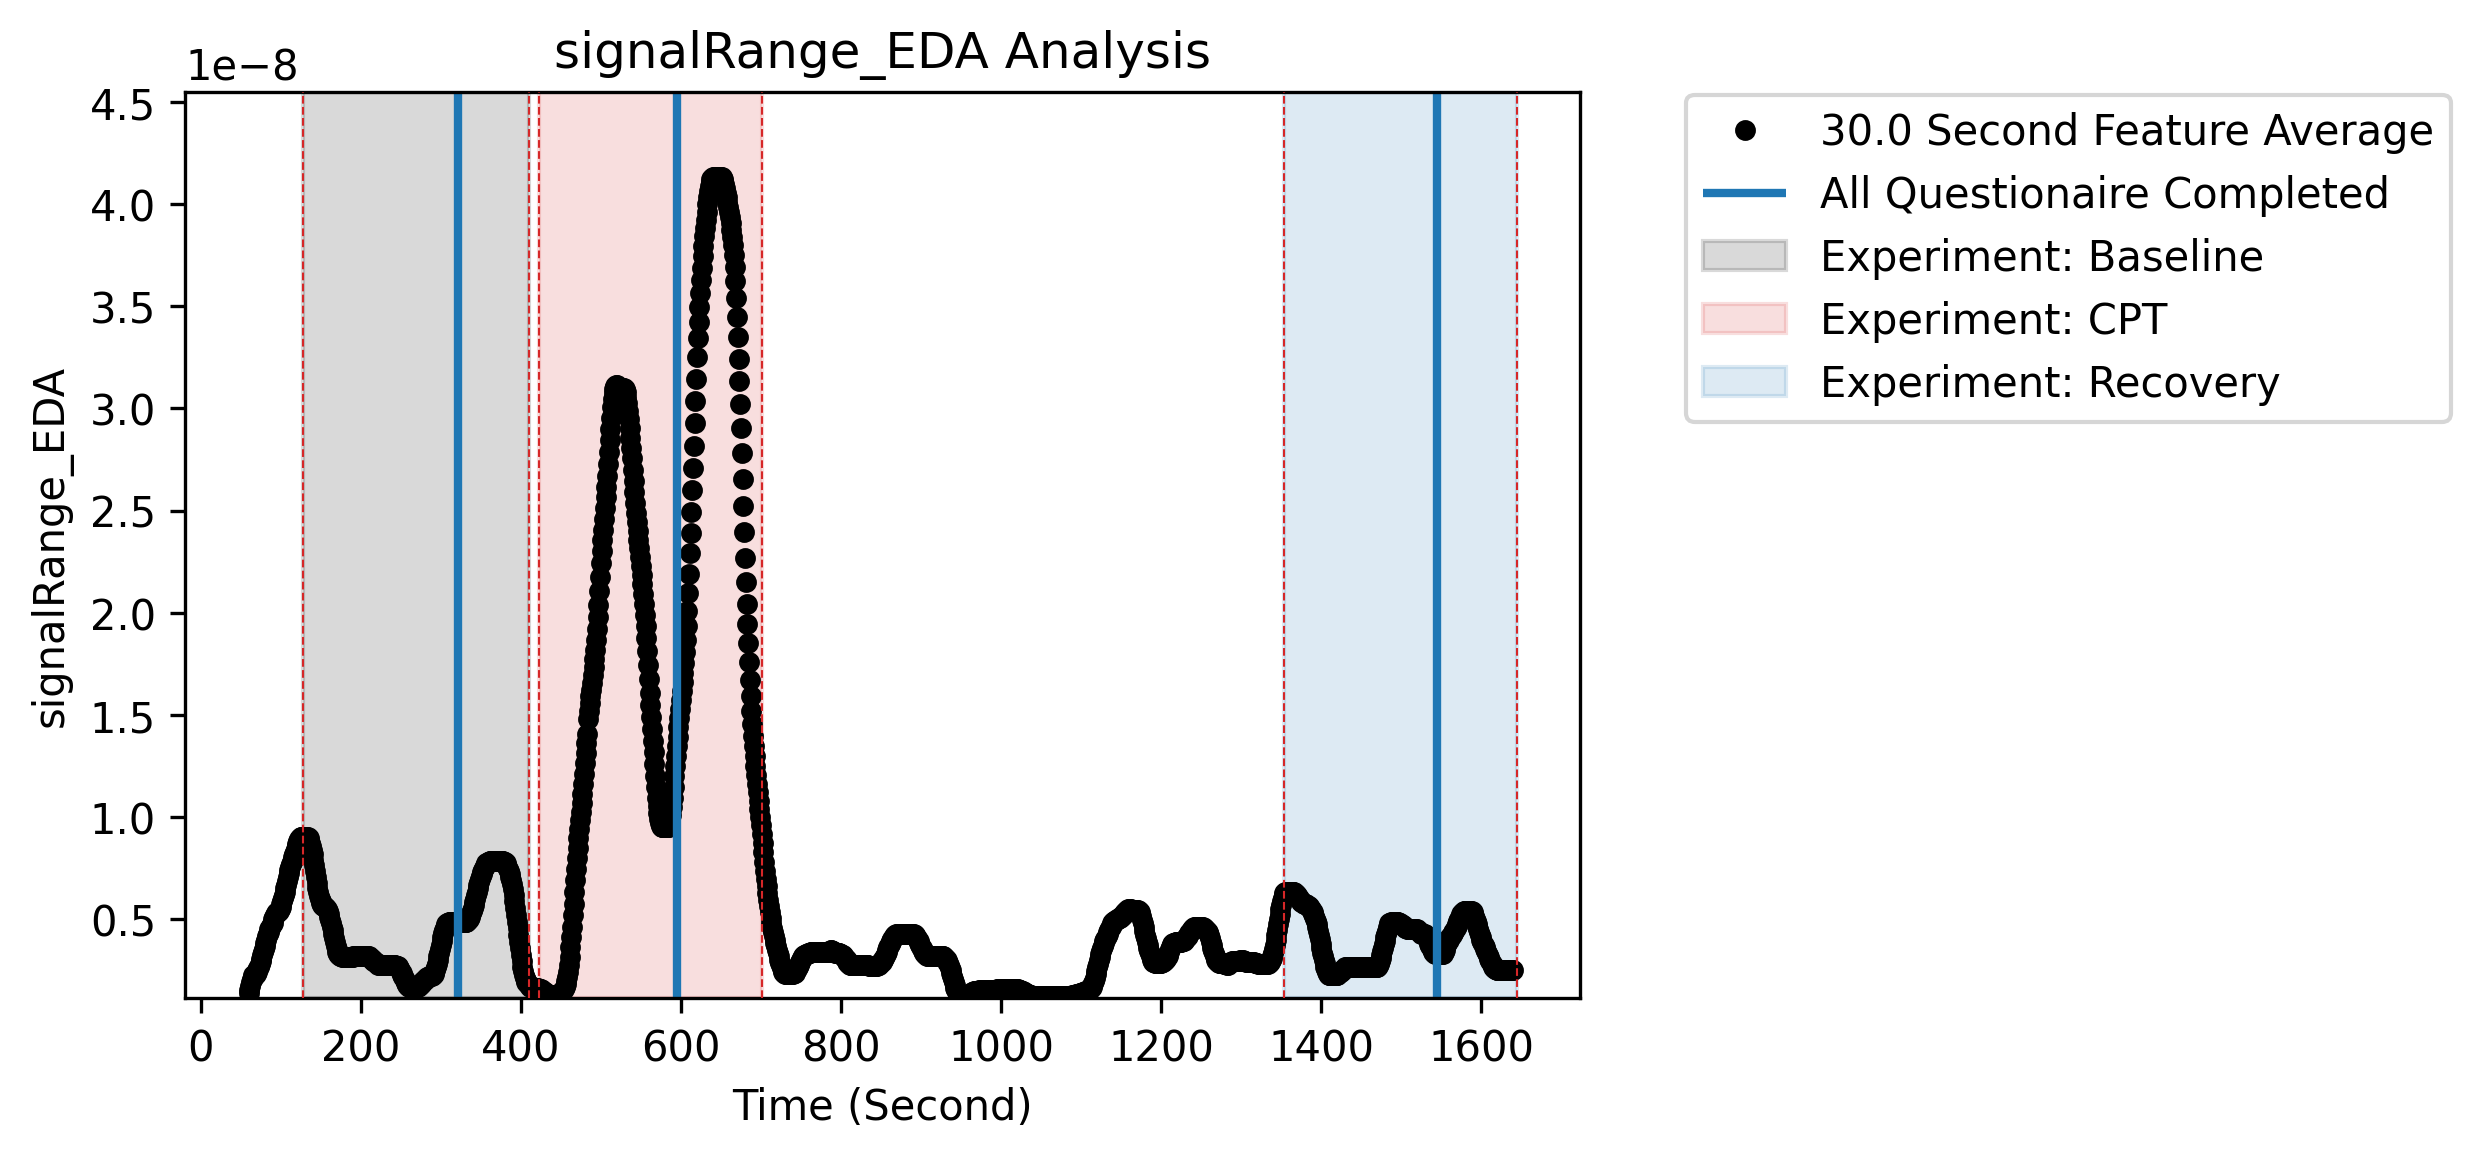 signalRange_EDA Analysis
1e−8
4.5
4.0
3.5
3.0
2.5
2.0
1.5
1.0
0.5
signalRange_EDA
0 200 400 600 800 1000 1200 1400 1600
Time (Second)
30.0 Second Feature Average
All Questionaire Completed
Experiment: Baseline
Experiment: CPT
Experiment: Recovery